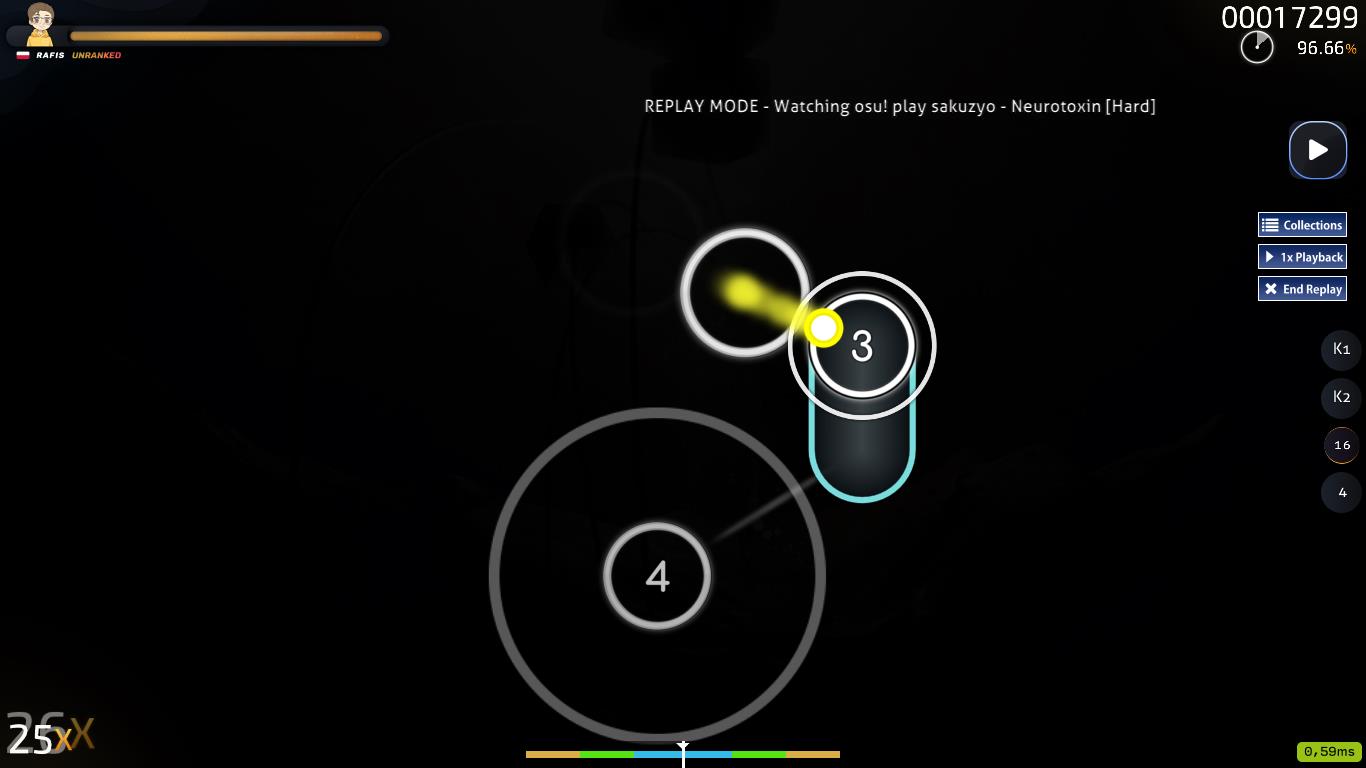 00017299
96.66%
RAFIS UNRANKED
REPLAY MODE - Watching osu! play sakuzyo - Neurotoxin [Hard]
Collections
1x Playback
End Replay
3
K1
K2
16
4
4
26x
25x
0,59ms